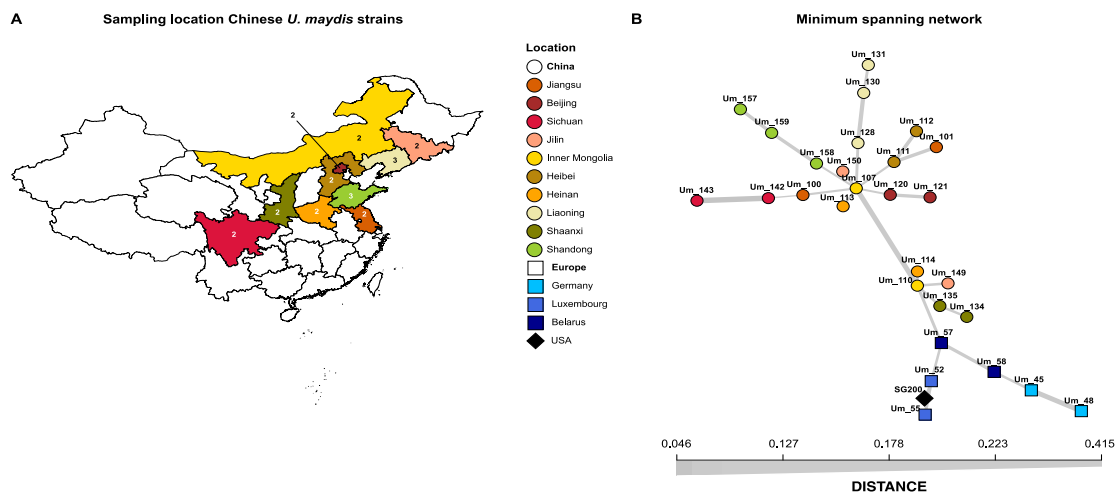 A
Sampling location Chinese U. maydis strains
2
2
2
3
2
3
2
2
2
2
Location
China
Jiangsu
Beijing
Sichuan
Jilin
Inner Mongolia
Heibei
Heinan
Liaoning
Shaanxi
Shandong
Europe
Germany
Luxembourg
Belarus
USA
B
Minimum spanning network
Um_131
Um_130
Um_157
Um_159
Um_112
Um_101
Um_128
Um_158
Um_111
Um_150
Um_107
Um_143
Um_142
Um_100
Um_120
Um_121
Um_113
Um_114
Um_110
Um_149
Um_135
Um_134
Um_57
Um_52
Um_58
Um_45
SG200
Um_55
Um_48
0.046 0.127 0.178 0.223 0.415
DISTANCE